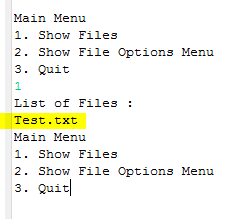 Main Menu
1. Show Files
2. Show File Options Menu
3. Quit
1
List of Files :
Test.txt
Main Menu
1. Show Files
2. Show File Options Menu
3. Quit